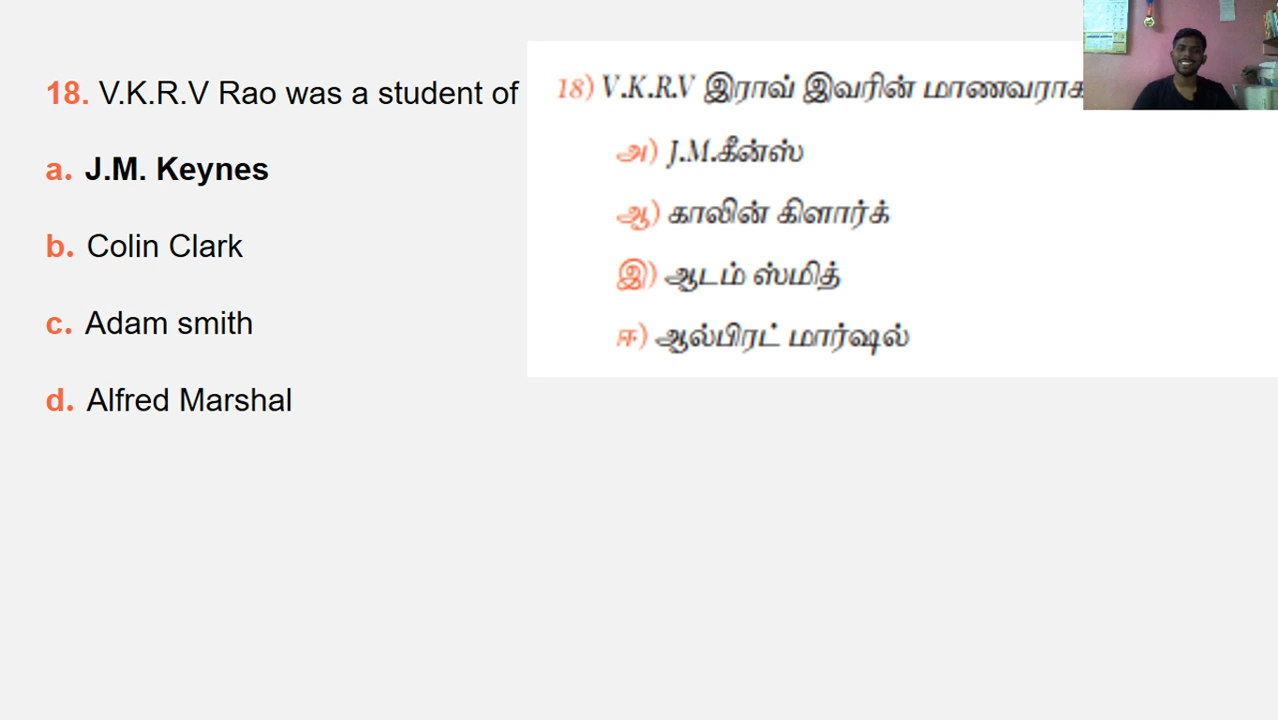 18. V.K.R.V Rao was a student of
a. J.M. Keynes
b. Colin Clark
c. Adam smith
d. Alfred Marshal
18) V.K.R.V இராவ் இவரின் மாணவராக
அ) J.M.கீன்ஸ்
ஆ) காலின் கிளார்க்
இ) ஆடம் ஸ்மித்
ஈ) ஆல்பிரட் மார்ஷல்